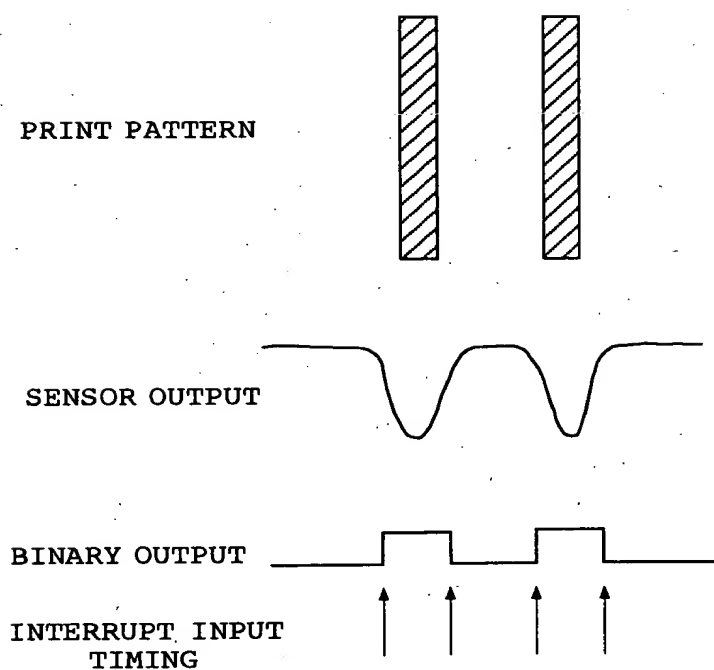 PRINT PATTERN
SENSOR OUTPUT
BINARY OUTPUT
INTERRUPT INPUT
TIMING